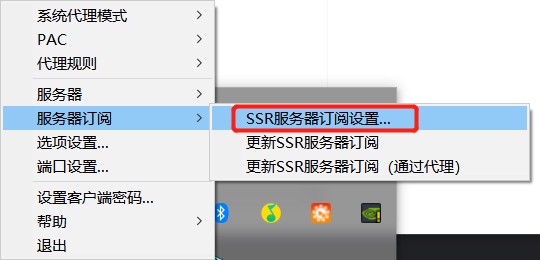 系统代理模式
PAC
代理规则
服务器
服务器订阅
SSR服务器订阅设置...
更新SSR服务器订阅
选项设置...
更新SSR服务器订阅（通过代理）
端口设置...
设置客户端密码...
帮助
退出